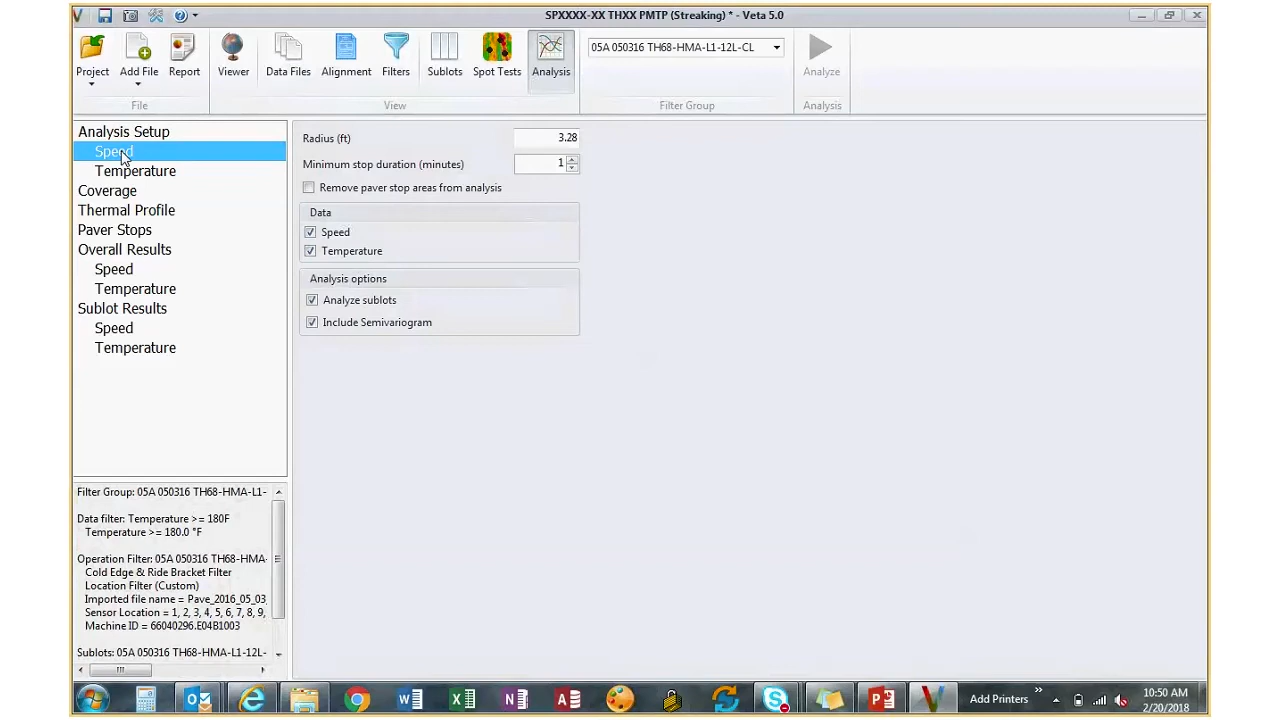 SPXXXX-XX THXX PMTP (Streaking) * - Veta 5.0
Project
Add File
Report
Viewer
Data Files
Alignment
Filters
Sublots
Spot Tests
Analysis
05A 050316 TH68-HMA-L1-12L-CL
Analyze
File
View
Filter Group
Analysis
Analysis Setup
Speed
Temperature
Coverage
Thermal Profile
Paver Stops
Overall Results
Speed
Temperature
Sublot Results
Speed
Temperature
Radius (ft)
3.28
Minimum stop duration (minutes)
1
Remove paver stop areas from analysis
Data
Speed
Temperature
Analysis options
Analyze sublots
Include Semivariogram
Filter Group: 05A 050316 TH68-HMA-L1-
Data filter: Temperature >= 180F
Temperature >= 180.0 °F
Operation Filter: 05A 050316 TH68-HMA-
Cold Edge & Ride Bracket Filter
Location Filter (Custom)
Imported file name = Pave_2016_05_03,
Sensor Location = 1, 2, 3, 4, 5, 6, 7, 8, 9,
Machine ID = 66040296.E04B1003
Sublots: 05A 050316 TH68-HMA-L1-12L-
Add Printers
10:50 AM
2/20/2018